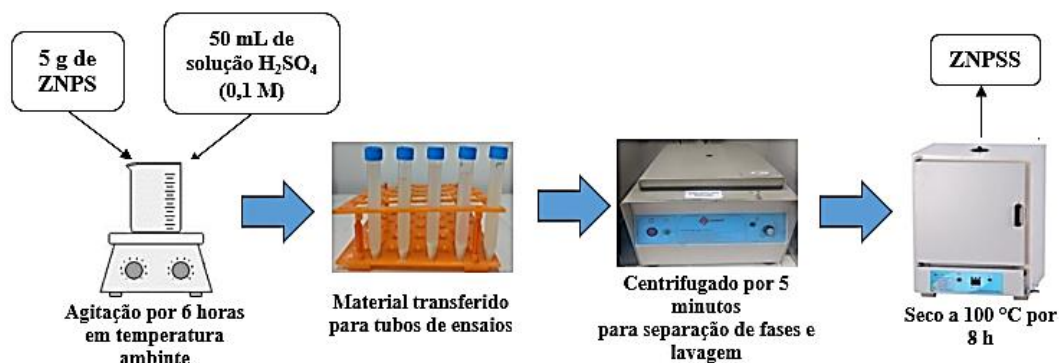 5 g de
ZNPS
50 mL de
solução H₂SO₄
(0,1 M)
ZNPSS
Agitação por 6 horas
em temperatura
ambinte
Material transferido
para tubos de ensaios
Centrifugado por 5
minutos
para separação de fases e
lavagem
Seco a 100 °C por
8 h